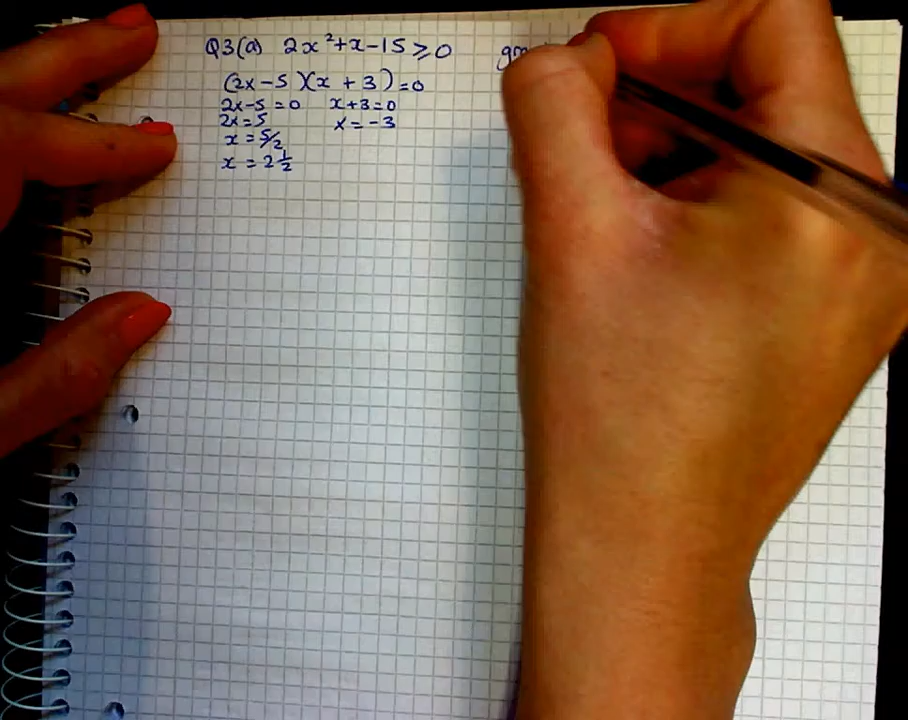 Q3(a) 2x²+x-15≥0
(2x-5)(x+3)=0
2x-5=0 x+3=0
2x=5 x=-3
x=5/2
x=2½